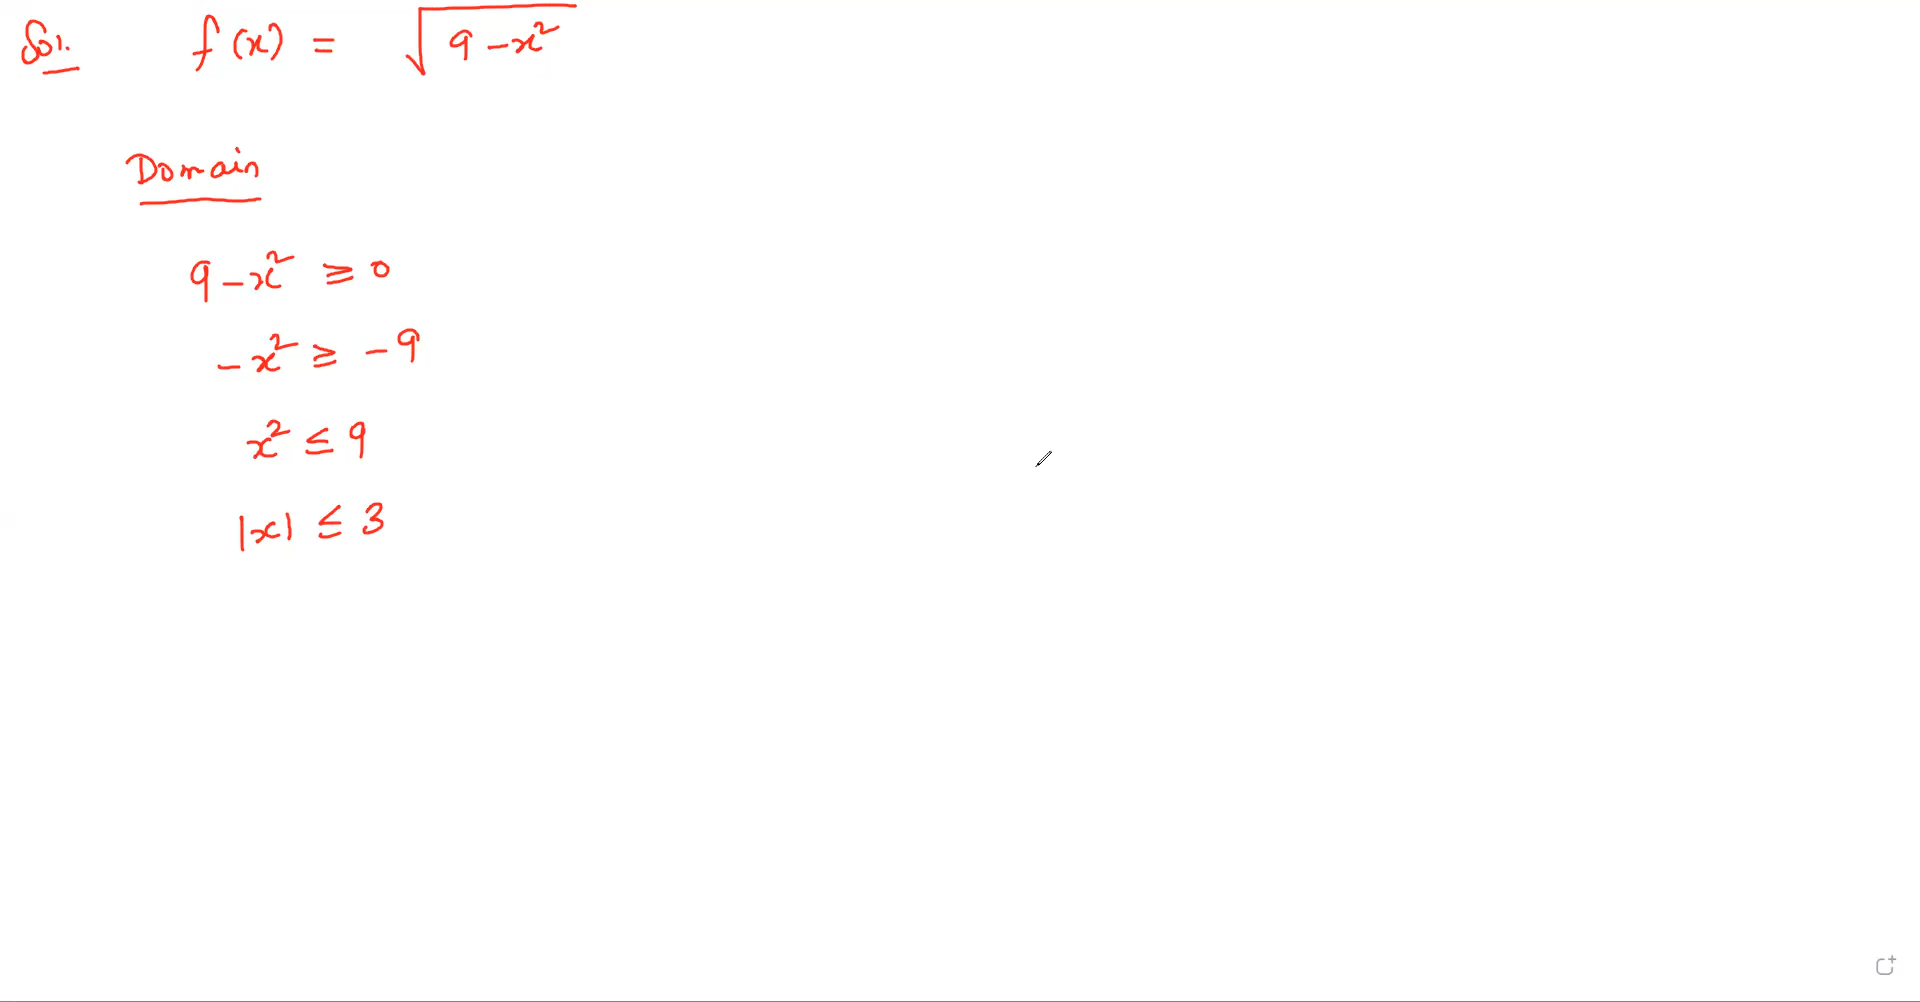 Sol. f(x) = √(9 - x²)
Domain
9 - x² ≥ 0
- x² ≥ - 9
x² ≤ 9
|x| ≤ 3